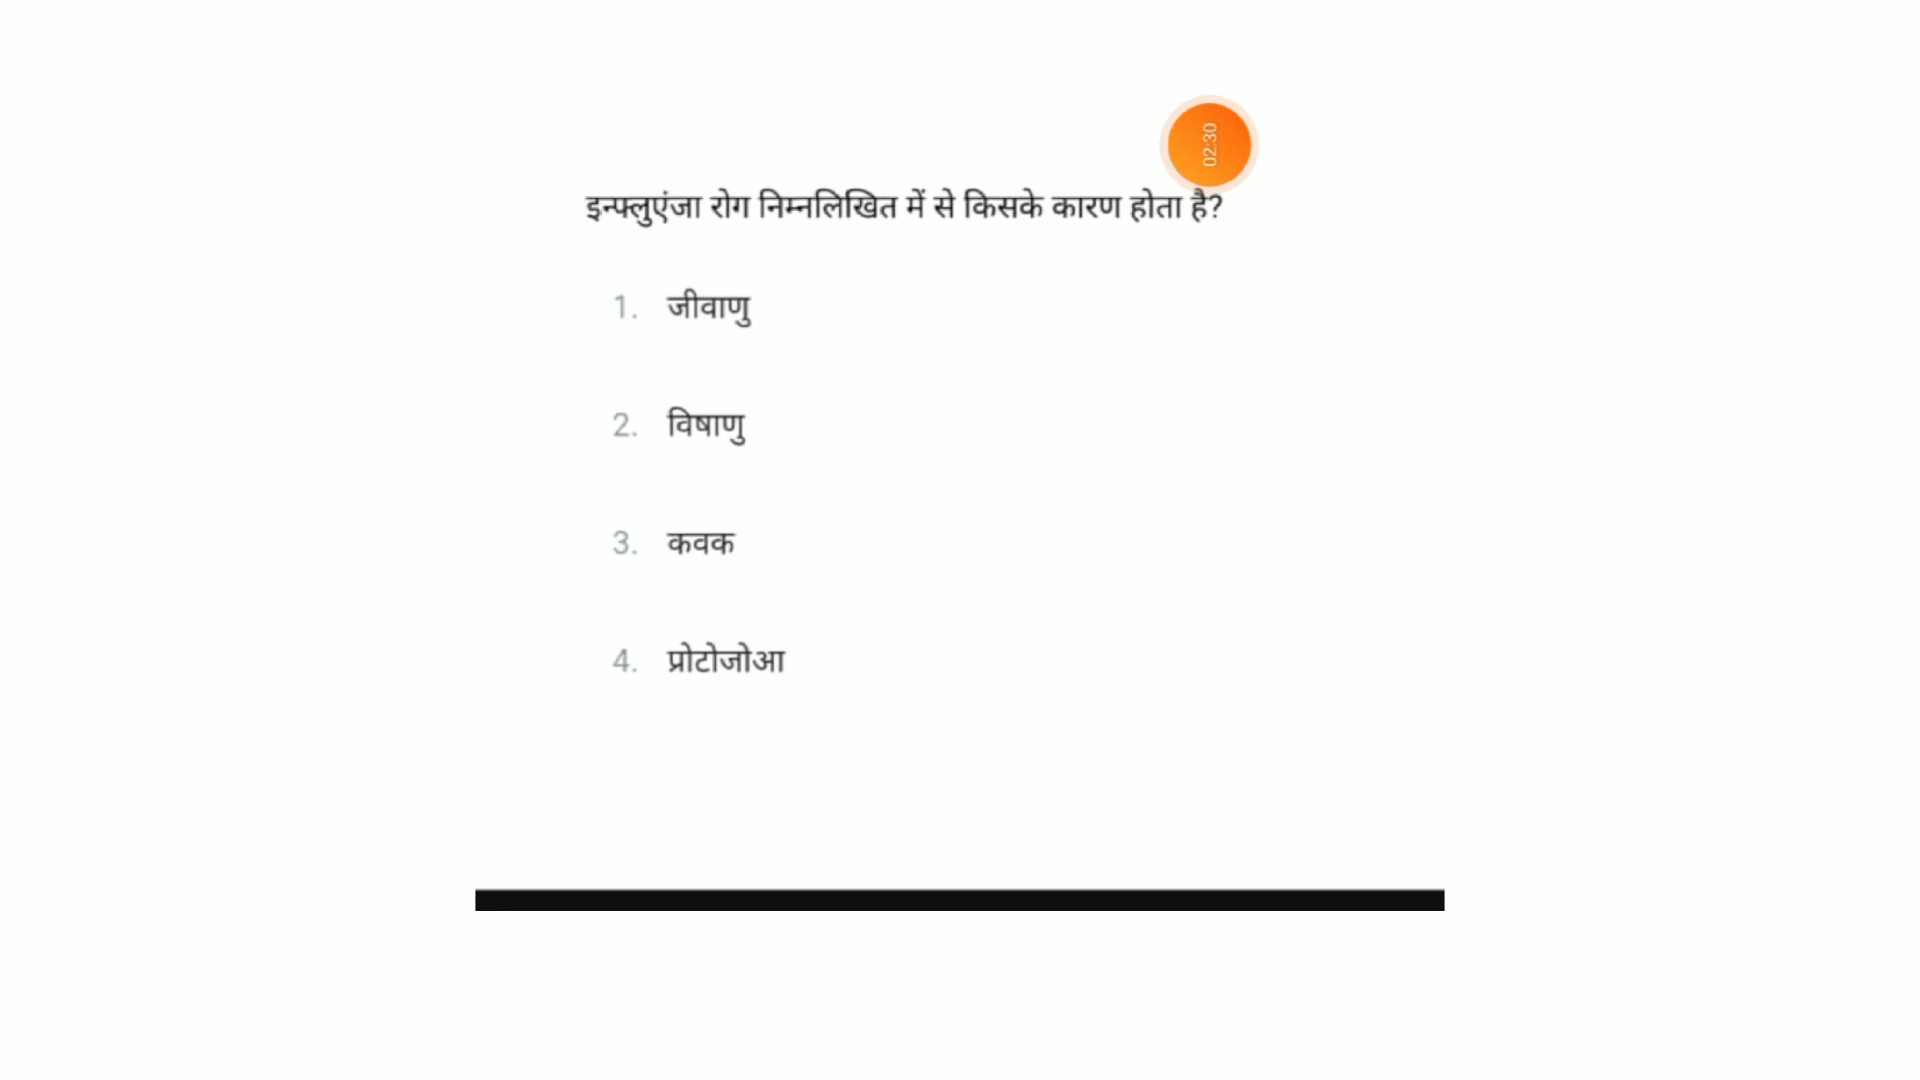 02:30
इन्फ्लुएंजा रोग निम्नलिखित में से किसके कारण होता है?
1. जीवाणु
2. विषाणु
3. कवक
4. प्रोटोजोआ